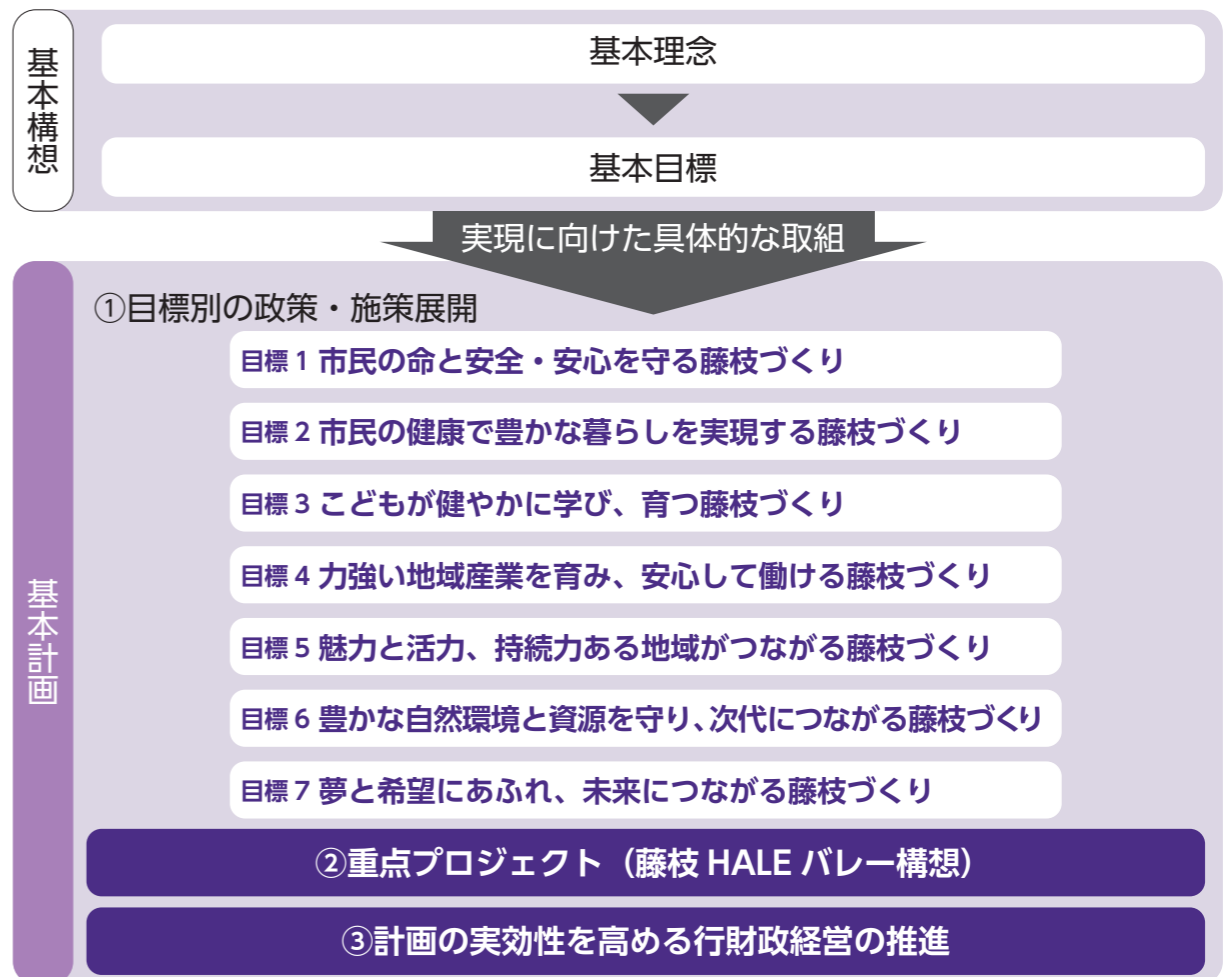 基本構想
基本理念
基本目標
実現に向けた具体的な取組
基本計画
①目標別の政策・施策展開
目標 1 市民の命と安全・安心を守る藤枝づくり
目標 2 市民の健康で豊かな暮らしを実現する藤枝づくり
目標 3 こどもが健やかに学び、育つ藤枝づくり
目標 4 力強い地域産業を育み、安心して働ける藤枝づくり
目標 5 魅力と活力、持続力ある地域がつながる藤枝づくり
目標 6 豊かな自然環境と資源を守り、次代につながる藤枝づくり
目標 7 夢と希望にあふれ、未来につながる藤枝づくり
②重点プロジェクト（藤枝 HALE バレー構想）
③計画の実効性を高める行財政経営の推進